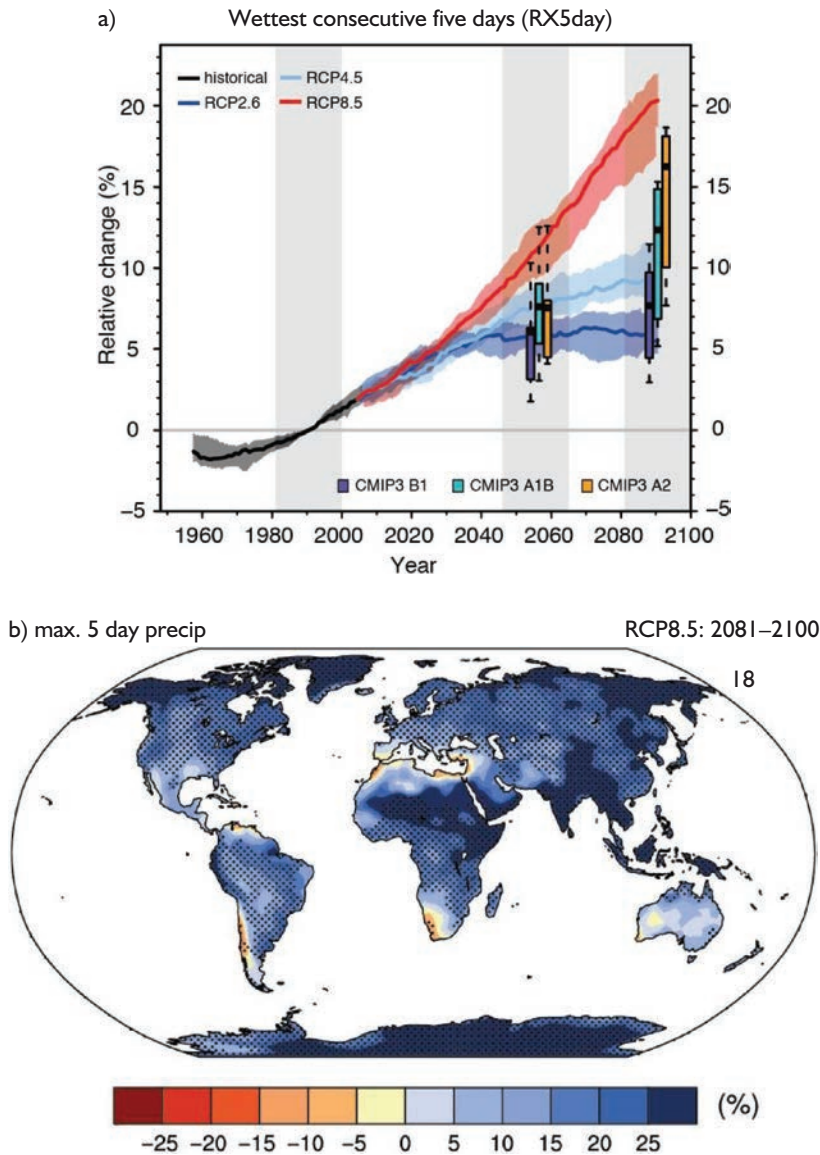 a) Wettest consecutive five days (RX5day)
historical RCP4.5
RCP2.6 RCP8.5
20 20
15 15
10 10
5 5
0 0
−5 −5
Relative change (%)
CMIP3 B1 CMIP3 A1B CMIP3 A2
1960 1980 2000 2020 2040 2060 2080 2100
Year
b) max. 5 day precip RCP8.5: 2081–2100
18
(%)
−25 −20 −15 −10 −5 0 5 10 15 20 25